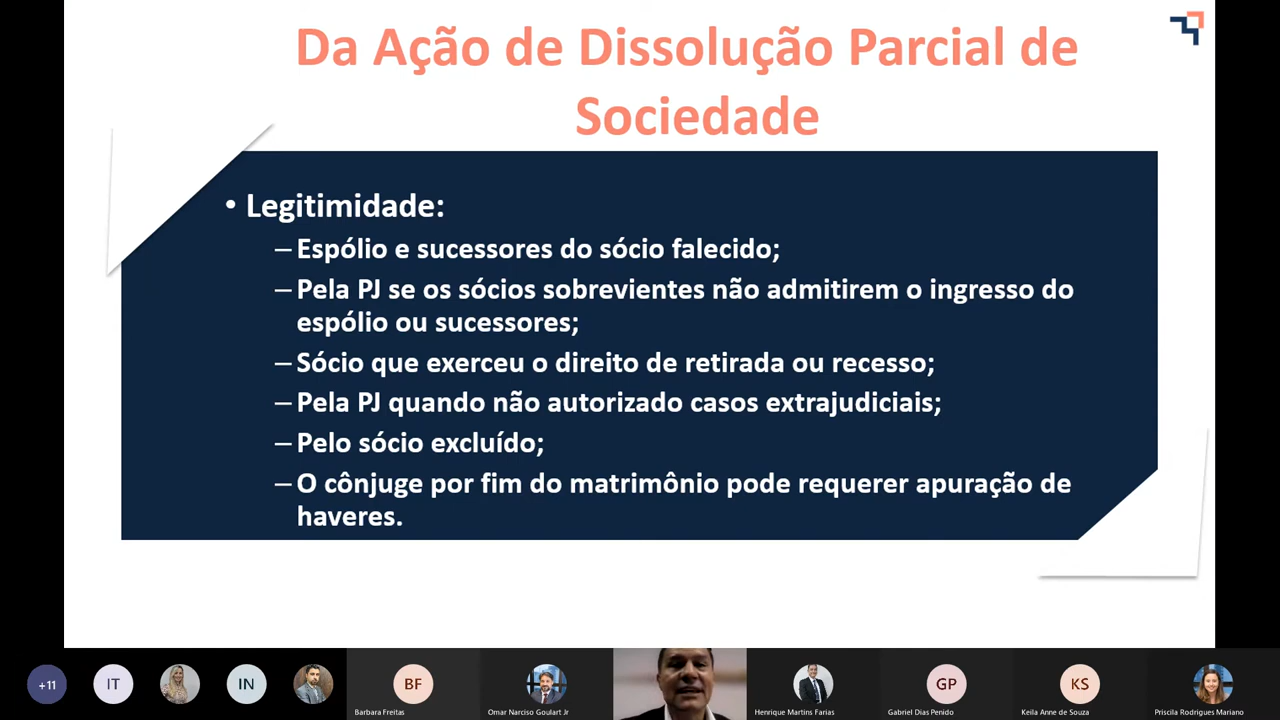 Da Ação de Dissolução Parcial de
Sociedade
• Legitimidade:
– Espólio e sucessores do sócio falecido;
– Pela PJ se os sócios sobrevientes não admitirem o ingresso do
espólio ou sucessores;
– Sócio que exerceu o direito de retirada ou recesso;
– Pela PJ quando não autorizado casos extrajudiciais;
– Pelo sócio excluído;
– O cônjuge por fim do matrimônio pode requerer apuração de
haveres.
+11
IT
IN
BF
GP
KS
Barbara Freitas
Omar Narciso Goulart Jr
Henrique Martins Farias
Gabriel Dias Penido
Keila Anne de Souza
Priscila Rodrigues Mariano